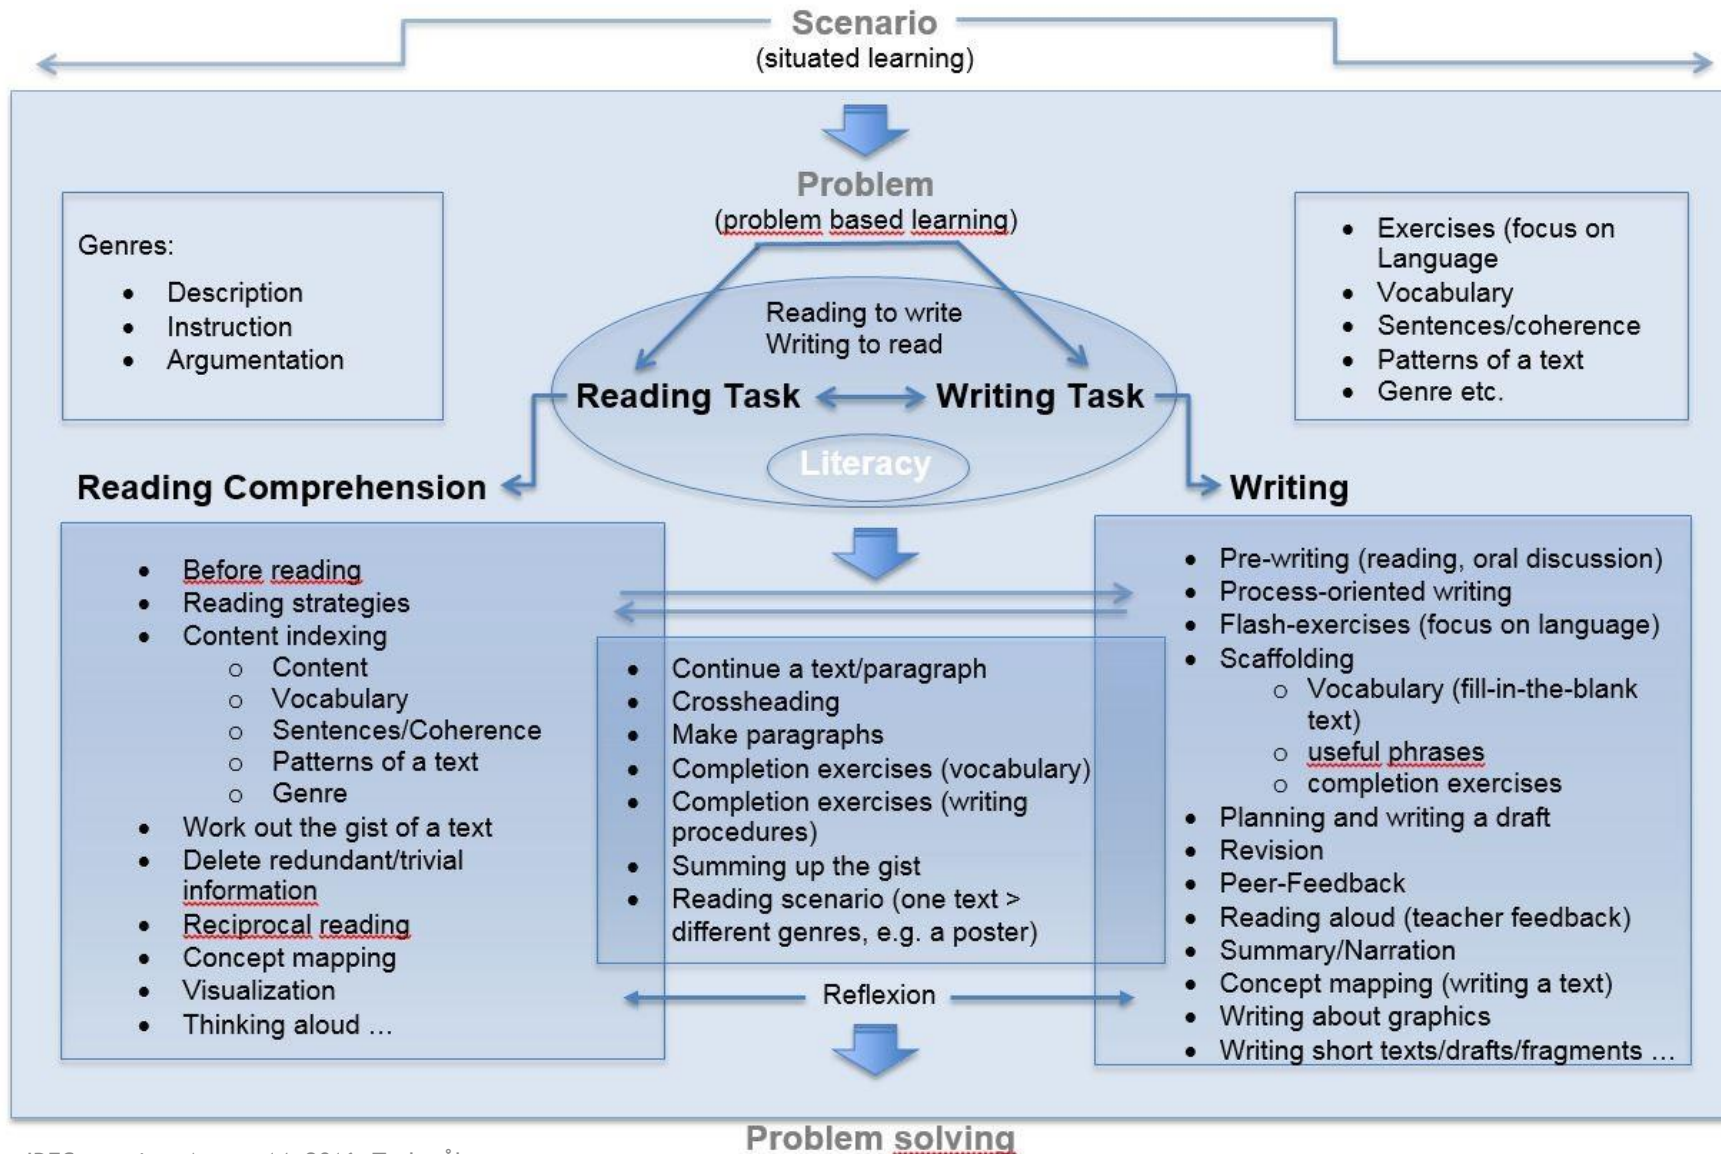 Scenario
(situated learning)
Problem
(problem based learning)
Genres:
• Description
• Instruction
• Argumentation
• Exercises (focus on
Language
• Vocabulary
• Sentences/coherence
• Patterns of a text
• Genre etc.
Reading to write
Writing to read
Reading Task
Writing Task
Literacy
Reading Comprehension
Writing
• Before reading
• Reading strategies
• Content indexing
o Content
o Vocabulary
o Sentences/Coherence
o Patterns of a text
o Genre
• Work out the gist of a text
• Delete redundant/trivial
information
• Reciprocal reading
• Concept mapping
• Visualization
• Thinking aloud …
• Continue a text/paragraph
• Crossheading
• Make paragraphs
• Completion exercises (vocabulary)
• Completion exercises (writing
procedures)
• Summing up the gist
• Reading scenario (one text >
different genres, e.g. a poster)
Reflexion
• Pre-writing (reading, oral discussion)
• Process-oriented writing
• Flash-exercises (focus on language)
• Scaffolding
o Vocabulary (fill-in-the-blank
text)
o useful phrases
o completion exercises
• Planning and writing a draft
• Revision
• Peer-Feedback
• Reading aloud (teacher feedback)
• Summary/Narration
• Concept mapping (writing a text)
• Writing about graphics
• Writing short texts/drafts/fragments …
Problem solving